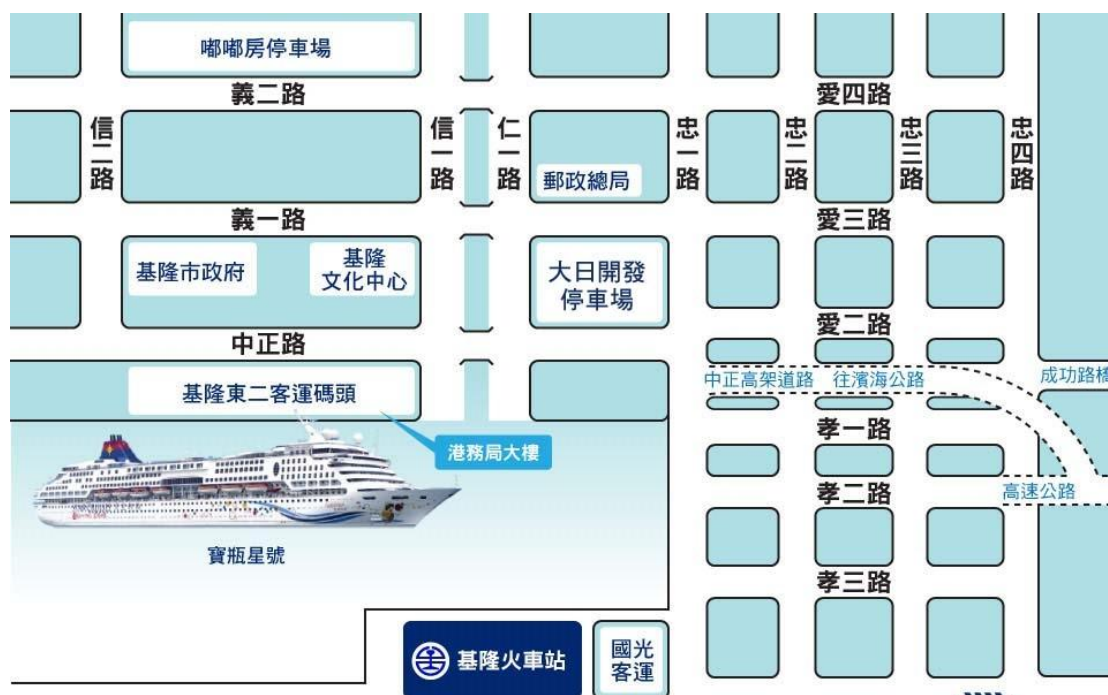 嘟嘟房停車場
義二路
愛四路
信二路
信一路
仁一路
忠一路
忠二路
忠三路
忠四路
郵政總局
義一路
愛三路
基隆市政府
基隆
文化中心
大日開發
停車場
愛二路
中正路
中正高架道路 往濱海公路
成功路橋
基隆東二客運碼頭
孝一路
港務局大樓
孝二路
高速公路
寶瓶星號
孝三路
基隆火車站
國光
客運